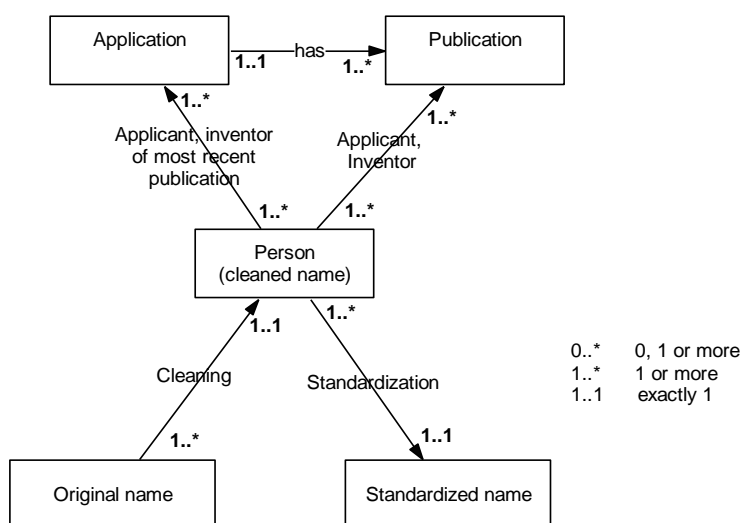 Application
Publication
1..1
has
1..*
1..*
1..*
Applicant, inventor
of most recent
publication
Applicant,
Inventor
1..*
1..*
Person
(cleaned name)
1..1
1..*
Cleaning
Standardization
1..*
1..1
Original name
Standardized name
0..* 0, 1 or more
1..* 1 or more
1..1 exactly 1